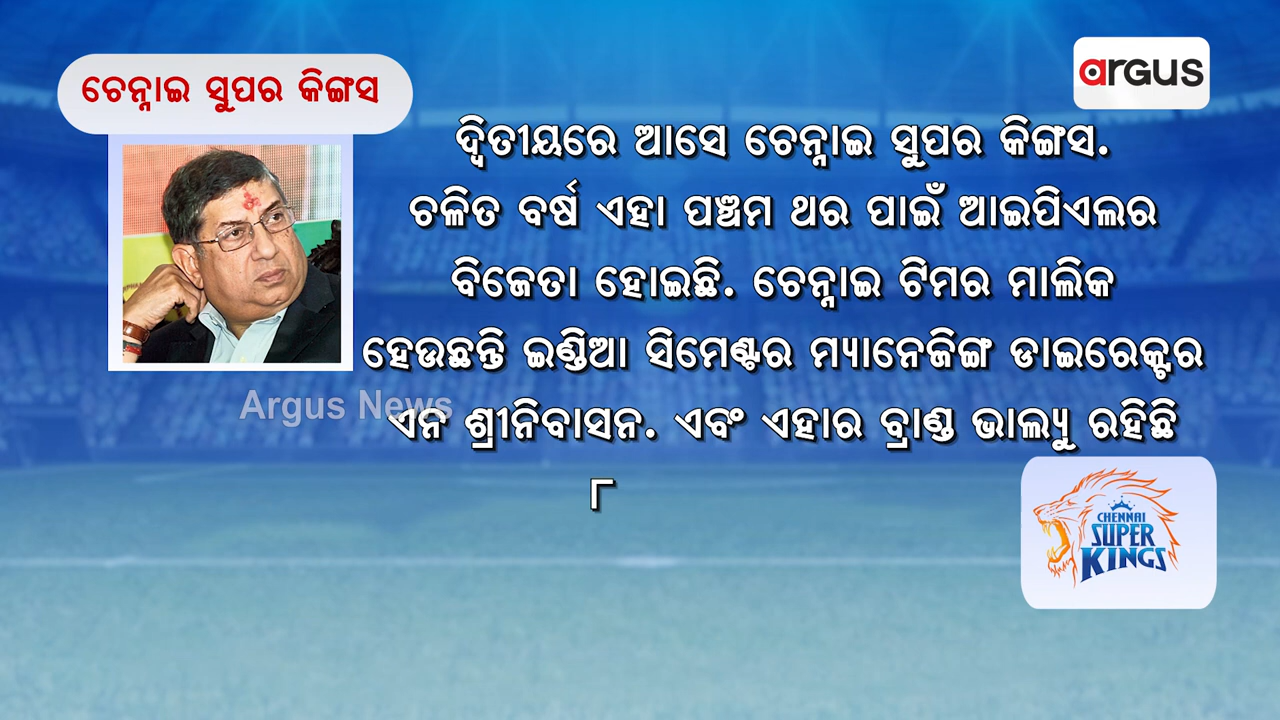 ଚେନ୍ନାଇ ସୁପର କିଙ୍ଗସ
argus
ଦ୍ୱିତୀୟରେ ଆସେ ଚେନ୍ନାଇ ସୁପର କିଙ୍ଗସ.
ଚଳିତ ବର୍ଷ ଏହା ପଞ୍ଚମ ଥର ପାଇଁ ଆଇପିଏଲର
ବିଜେତା ହୋଇଛି. ଚେନ୍ନାଇ ଟିମର ମାଲିକ
ହେଉଛନ୍ତି ଇଣ୍ଡିଆ ସିମେଣ୍ଟର ମ୍ୟାନେଜିଙ୍ଗ ଡାଇରେକ୍ଟର
Argus News
ଏନ ଶ୍ରୀନିବାସନ. ଏବଂ ଏହାର ବ୍ରାଣ୍ଡ ଭାଲ୍ୟୁ ରହିଛି
୮
CHENNAI
SUPER
KINGS